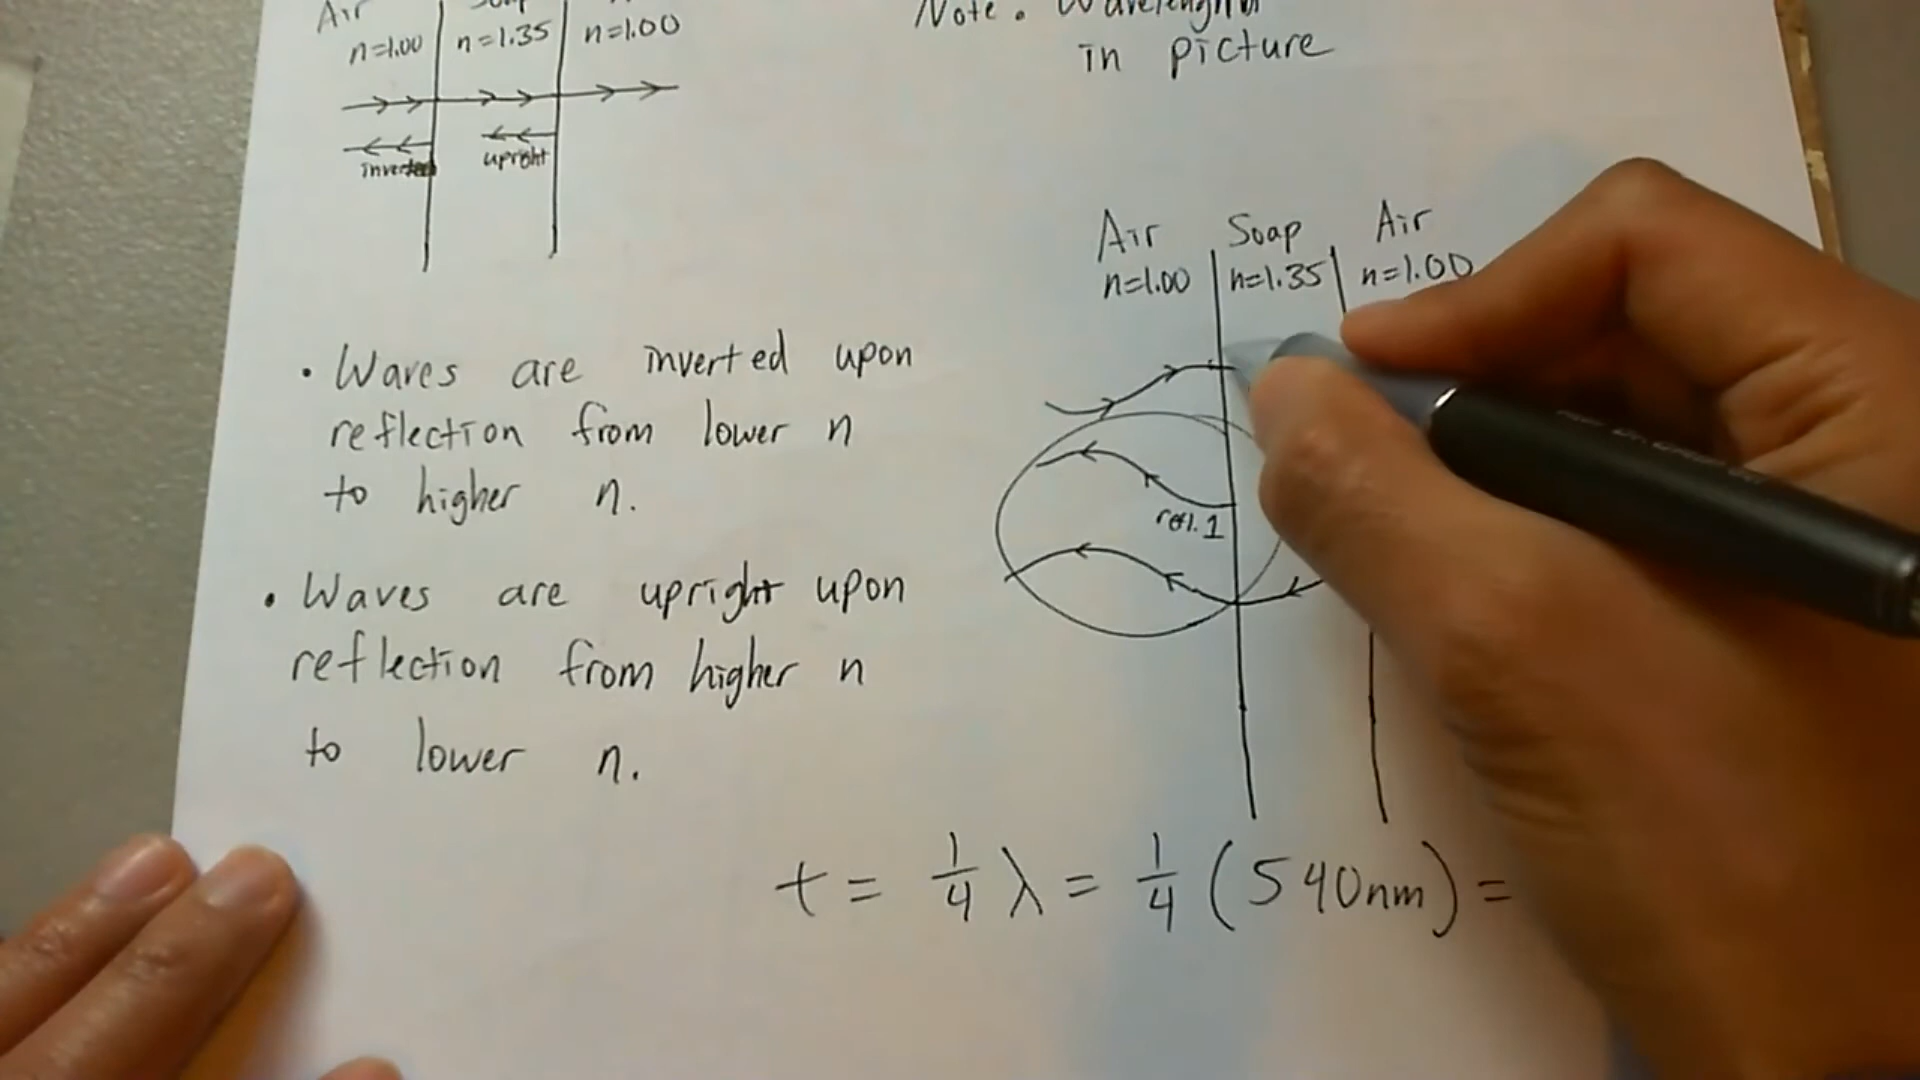 Air
n=1.00 n=1.35 n=1.00
inverted upright
Note:
in picture
Air Soap Air
n=1.00 n=1.35 n=1.00
refl. 1
• Waves are inverted upon
reflection from lower n
to higher n.
• Waves are upright upon
reflection from higher n
to lower n.
t = 1/4 λ = 1/4 (540nm) =